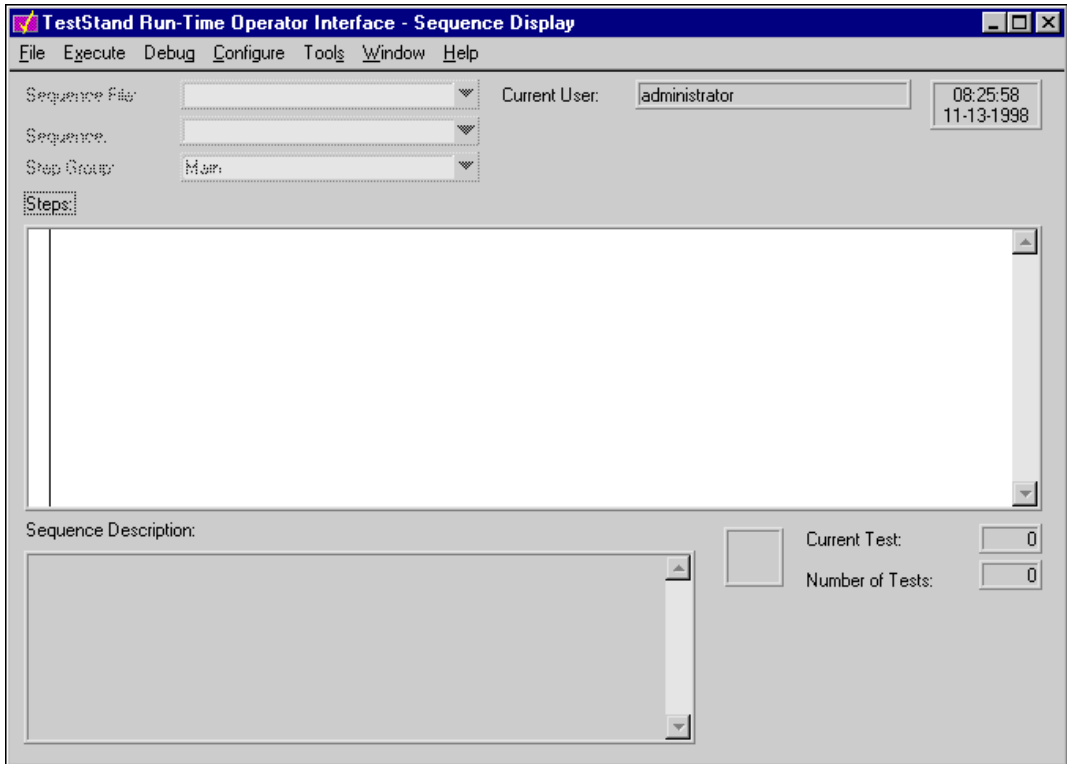 TestStand Run-Time Operator Interface - Sequence Display
File Execute Debug Configure Tools Window Help
Sequence File: Current User: administrator 08:25:58
11-13-1998
Sequence:
Step Group: Main
Steps:
Sequence Description:
Current Test: 0
Number of Tests: 0